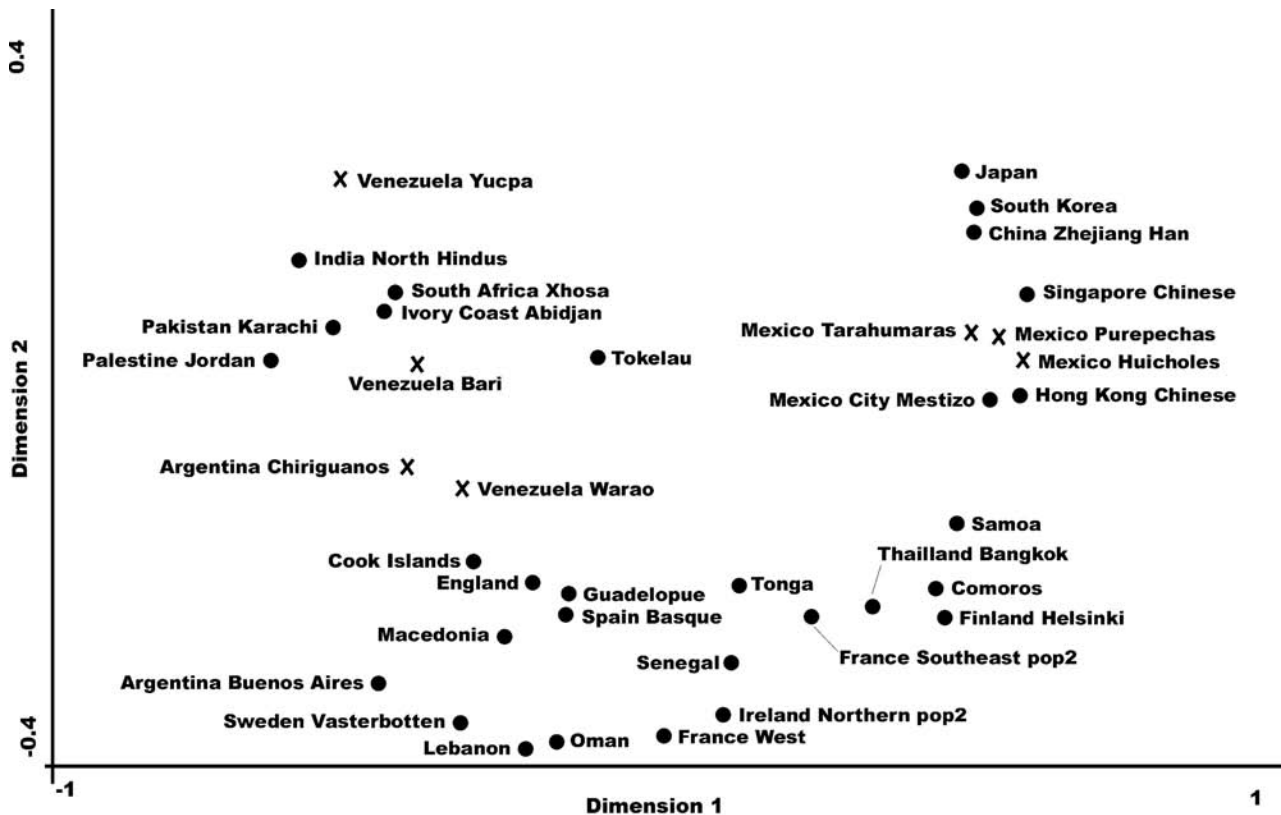 0.4
Japan
Venezuela Yucpa
South Korea
China Zhejiang Han
India North Hindus
South Africa Xhosa
Singapore Chinese
Ivory Coast Abidjan
Pakistan Karachi
Mexico Tarahumaras
Mexico Purepechas
Palestine Jordan
Tokelau
Mexico Huicholes
Venezuela Bari
Mexico City Mestizo
Hong Kong Chinese
Dimension 2
Argentina Chiriguanos
Venezuela Warao
Samoa
Thailland Bangkok
Cook Islands
England
Guadelopue
Tonga
Comoros
Spain Basque
Finland Helsinki
Macedonia
Senegal
France Southeast pop2
Argentina Buenos Aires
Sweden Vasterbotten
Ireland Northern pop2
Lebanon
Oman
France West
-0.4
-1
Dimension 1
1